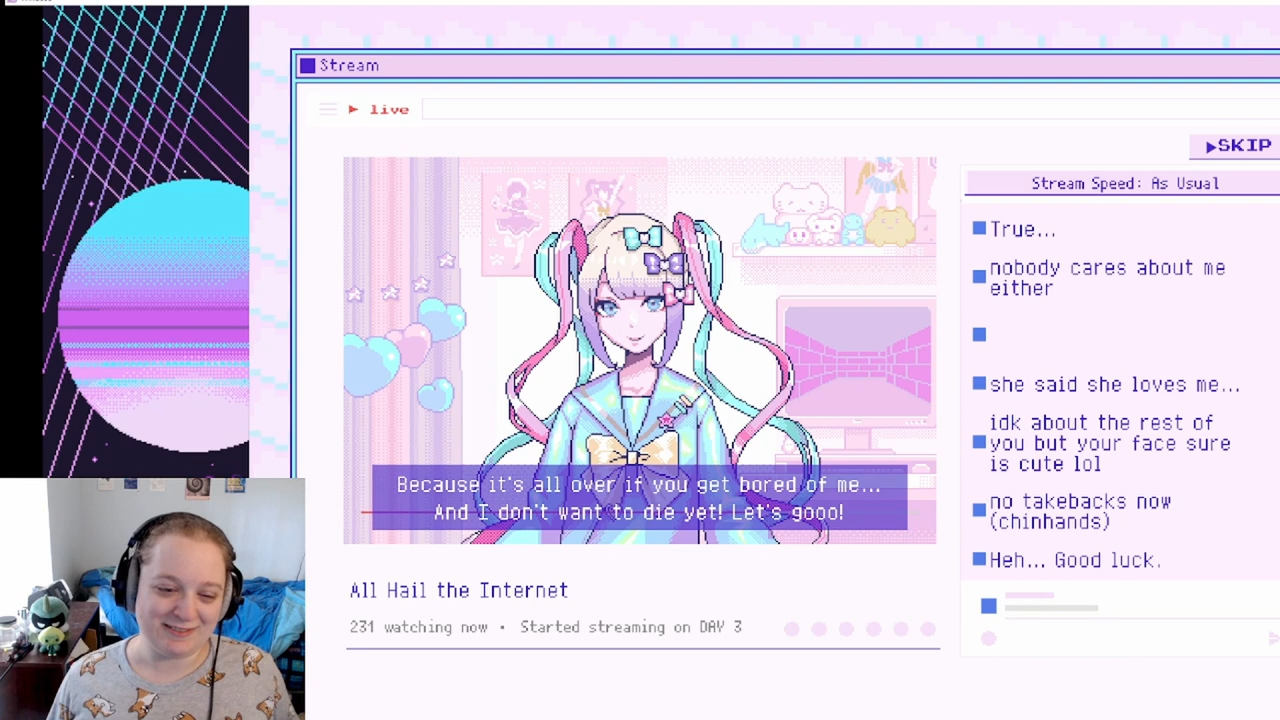 Stream
live
SKIP
Stream Speed: As Usual
True...
nobody cares about me
either
she said she loves me...
idk about the rest of
you but your face sure
is cute lol
no takebacks now
(chinhands)
Heh... Good luck.
Because it's all over if you get bored of me...
And I don't want to die yet! Let's gooo!
All Hail the Internet
231 watching now • Started streaming on DAY 3